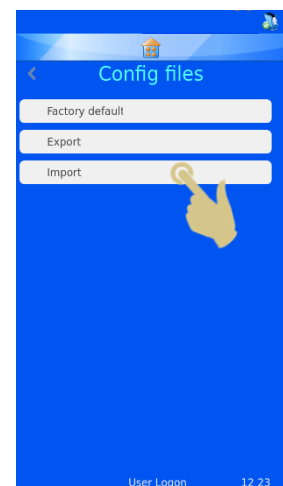 Config files
Factory default
Export
Import
User Logon 12 23